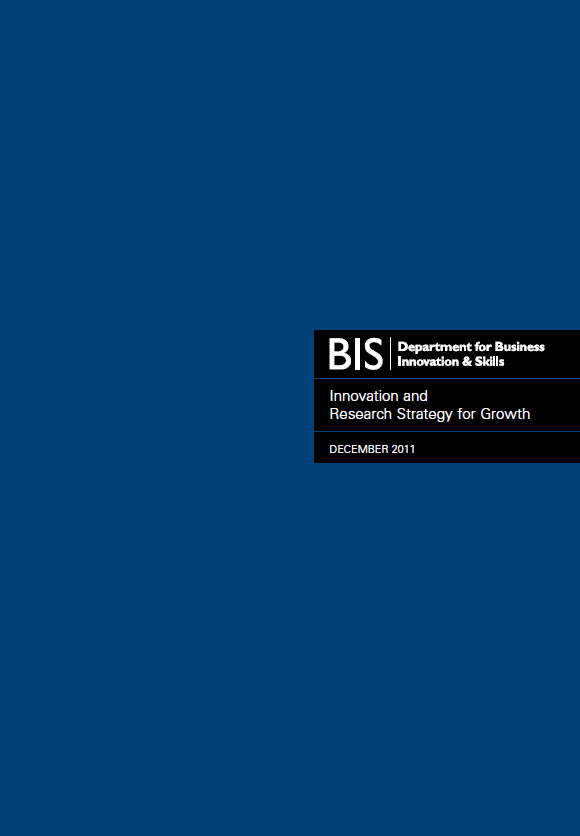 BIS
Department for Business
Innovation & Skills
Innovation and
Research Strategy for Growth
DECEMBER 2011